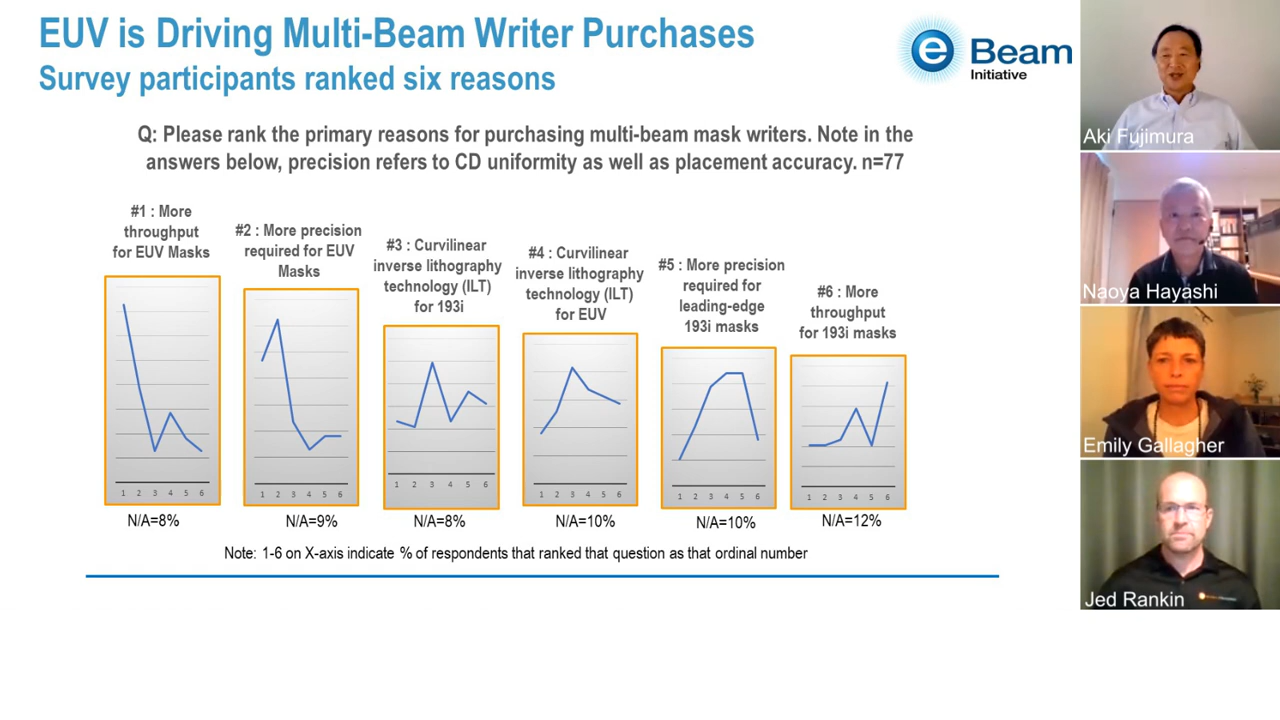 EUV is Driving Multi-Beam Writer Purchases
Survey participants ranked six reasons
e Beam
Initiative
Q: Please rank the primary reasons for purchasing multi-beam mask writers. Note in the
answers below, precision refers to CD uniformity as well as placement accuracy. n=77
#1 : More
throughput
for EUV Masks
1 2 3 4 5 6
N/A=8%
#2 : More precision
required for EUV
Masks
1 2 3 4 5 6
N/A=9%
#3 : Curvilinear
inverse lithography
technology (ILT)
for 193i
1 2 3 4 5 6
N/A=8%
#4 : Curvilinear
inverse lithography
technology (ILT)
for EUV
1 2 3 4 5 6
N/A=10%
#5 : More precision
required for
leading-edge
193i masks
1 2 3 4 5 6
N/A=10%
#6 : More
throughput
for 193i masks
1 2 3 4 5 6
N/A=12%
Note: 1-6 on X-axis indicate % of respondents that ranked that question as that ordinal number
Aki Fujimura
Naoya Hayashi
Emily Gallagher
Jed Rankin